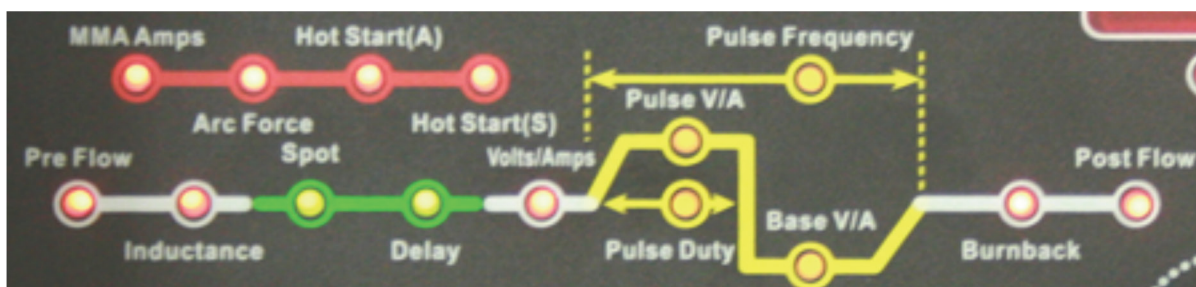 MMA Amps
Hot Start(A)
Pulse Frequency
Arc Force
Hot Start(S)
Pulse V/A
Pre Flow
Spot
Volts/Amps
Post Flow
Inductance
Delay
Pulse Duty
Base V/A
Burnback